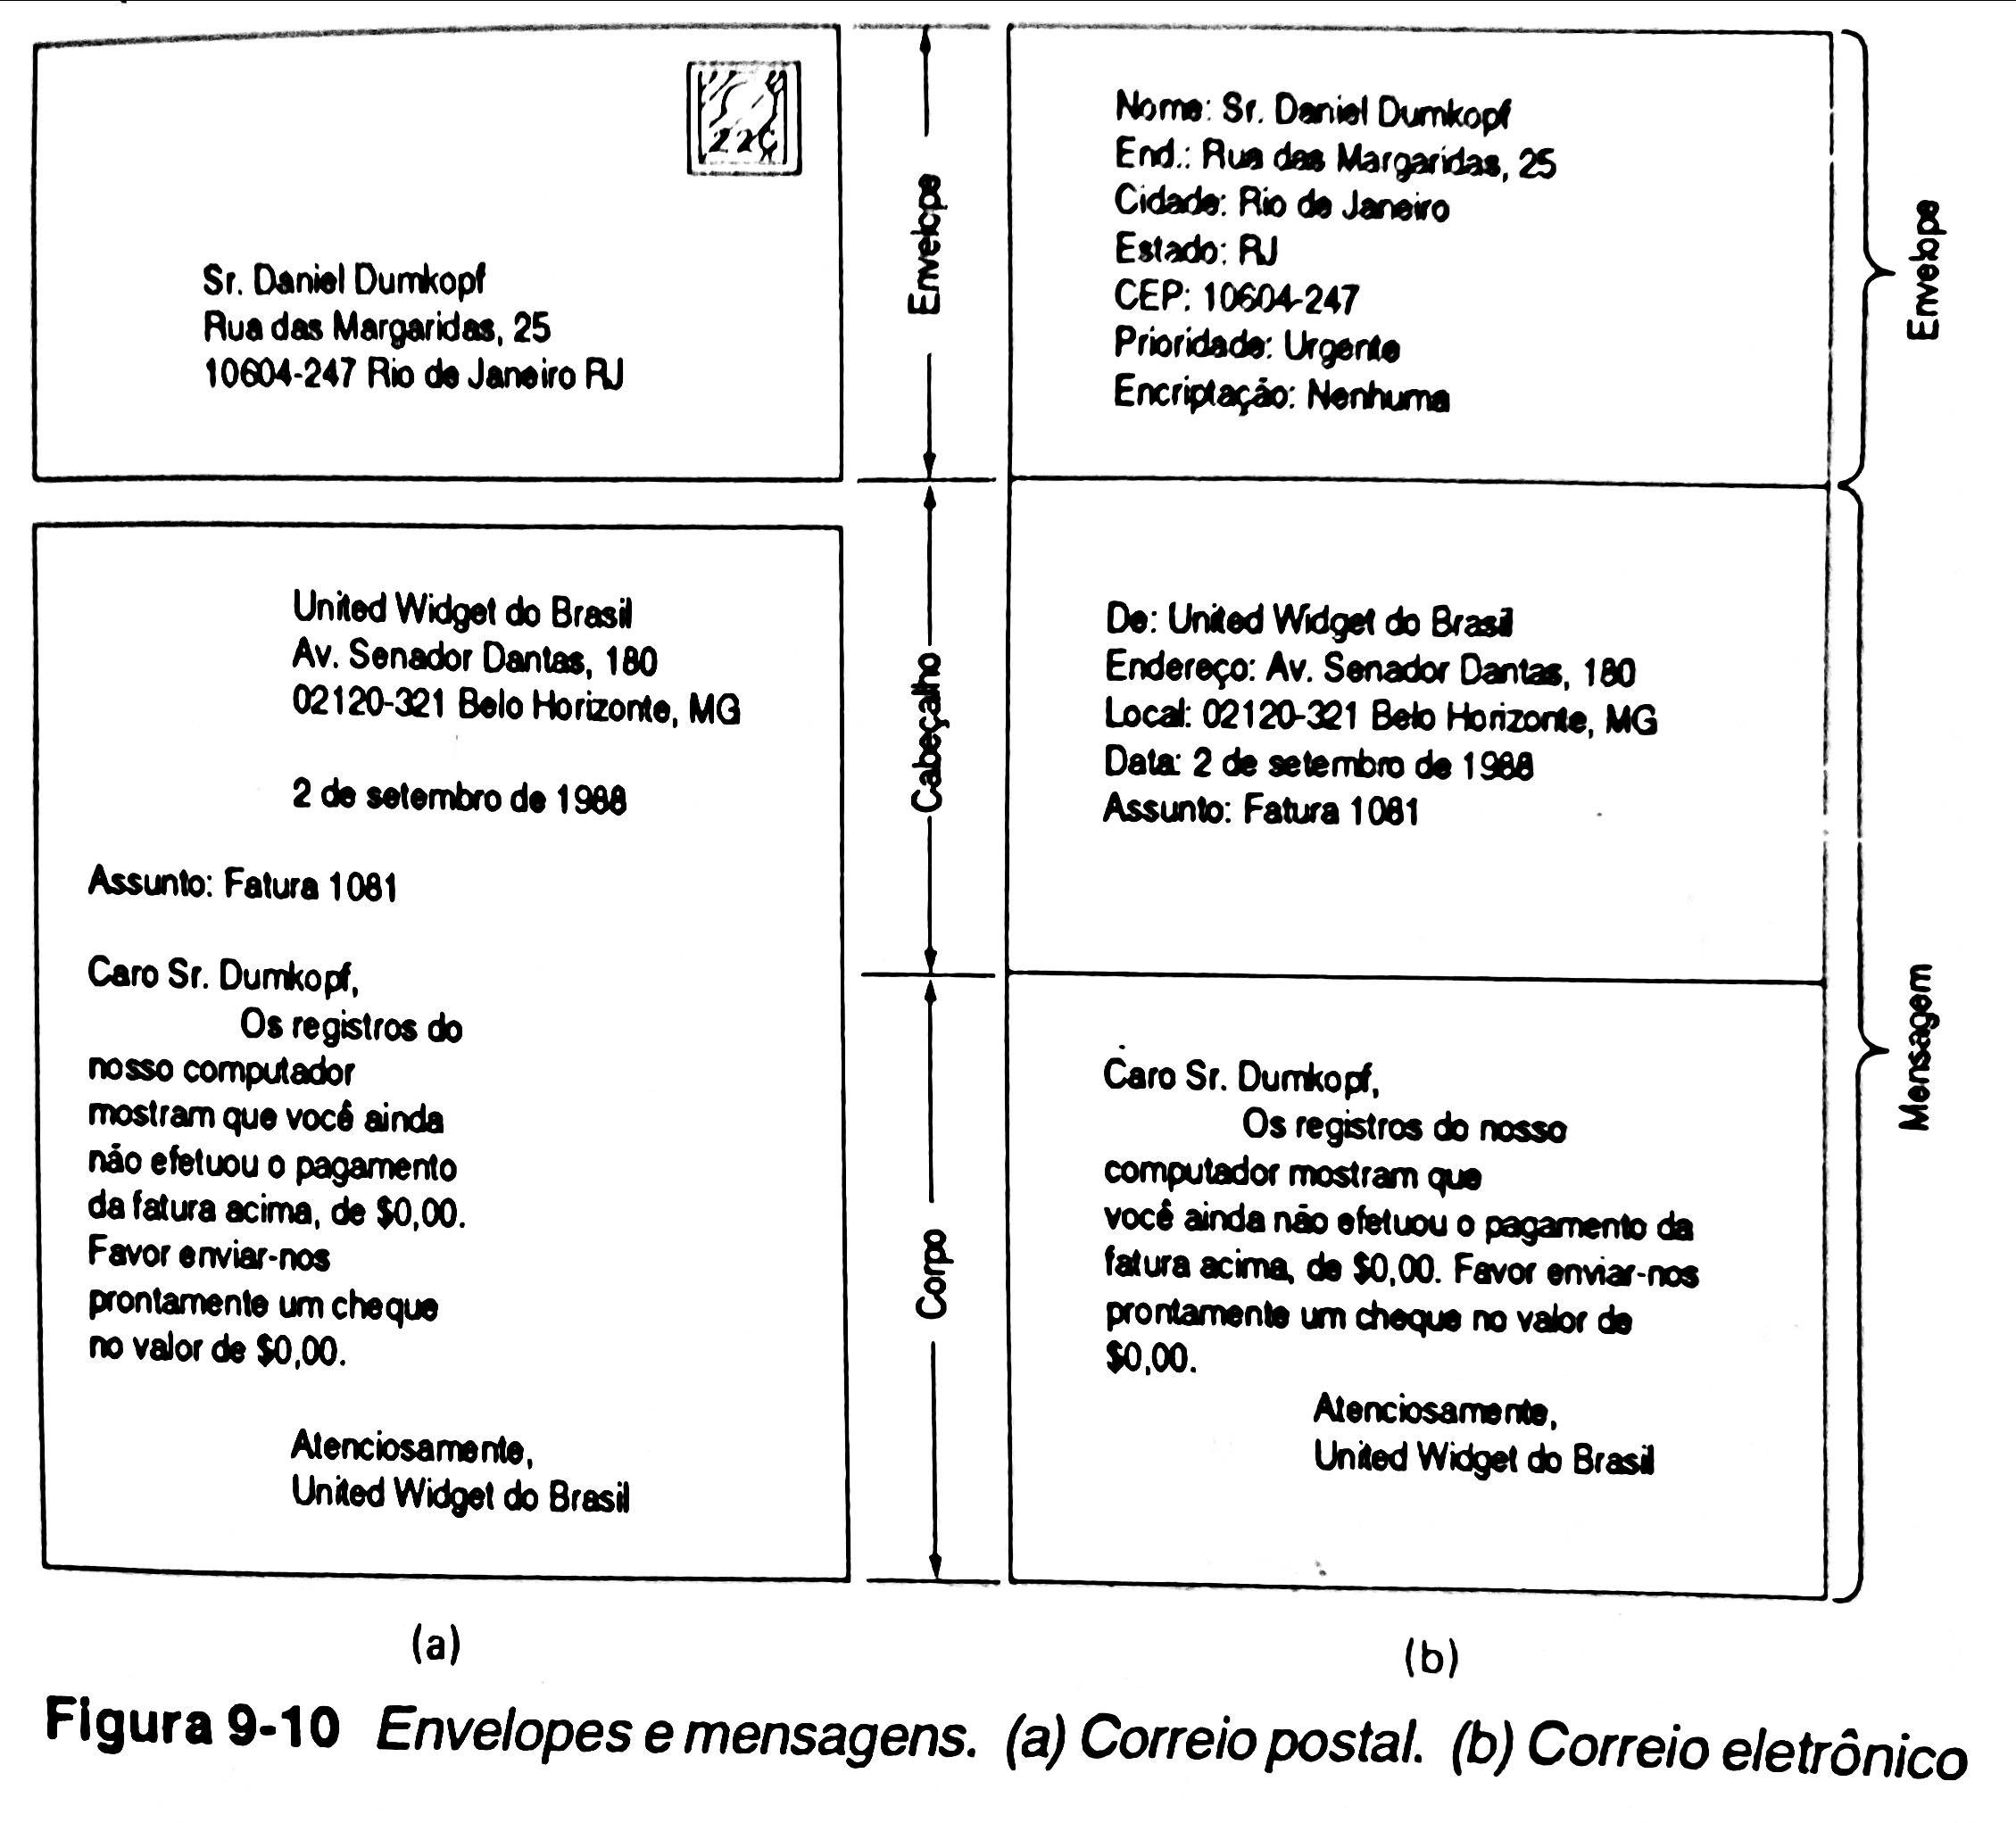 22¢
Sr. Daniel Dumkopf
Rua das Margaridas, 25
10604-247 Rio de Janeiro RJ
United Widget do Brasil
Av. Senador Dantas, 180
02120-321 Belo Horizonte, MG
2 de setembro de 1988
Assunto: Fatura 1081
Caro Sr. Dumkopf,
Os registros do
nosso computador
mostram que você ainda
não efetuou o pagamento
da fatura acima, de $0,00.
Favor enviar-nos
prontamente um cheque
no valor de $0,00.
Atenciosamente,
United Widget do Brasil
(a)
Envelope
Cabeçalho
Corpo
Nome: Sr. Daniel Dumkopf
End.: Rua das Margaridas, 25
Cidade: Rio de Janeiro
Estado: RJ
CEP: 10604-247
Prioridade: Urgente
Encriptação: Nenhuma
De: United Widget do Brasil
Endereço: Av. Senador Dantas, 180
Local: 02120-321 Belo Horizonte, MG
Data: 2 de setembro de 1988
Assunto: Fatura 1081
Caro Sr. Dumkopf,
Os registros do nosso
computador mostram que
você ainda não efetuou o pagamento da
fatura acima, de $0,00. Favor enviar-nos
prontamente um cheque no valor de
$0,00.
Atenciosamente,
United Widget do Brasil
(b)
Envelope
Mensagem
Figura 9-10 Envelopes e mensagens. (a) Correio postal. (b) Correio eletrônico